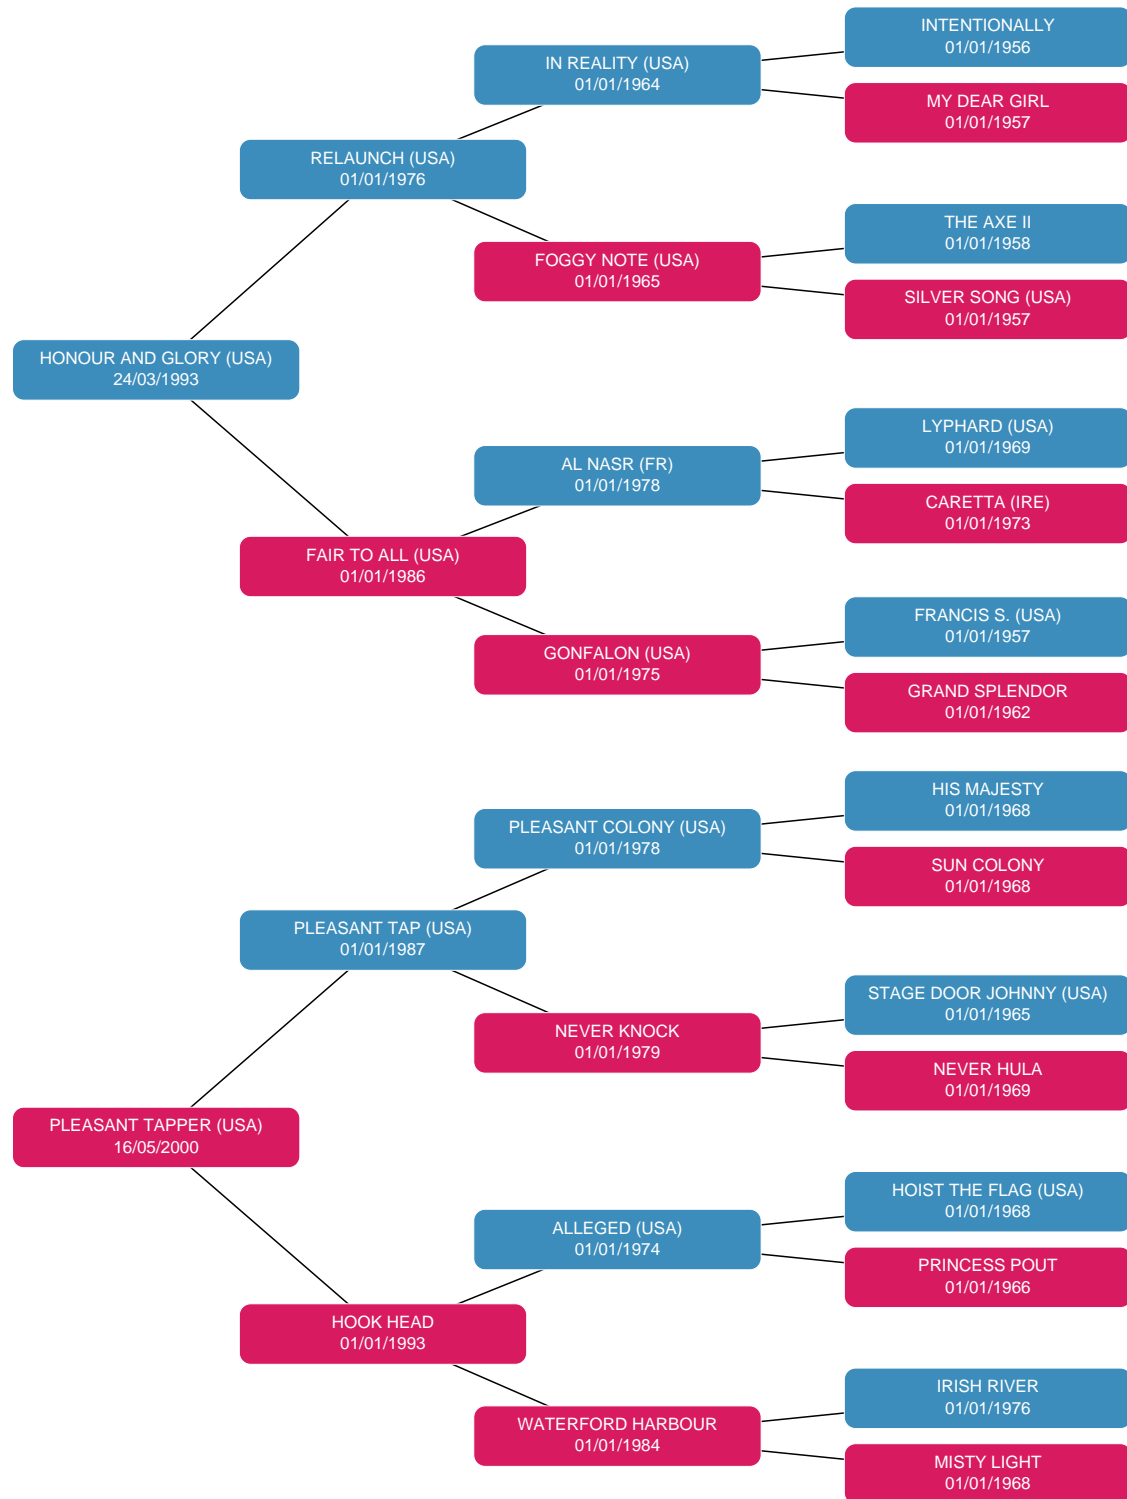 INTENTIONALLY
01/01/1956
IN REALITY (USA)
01/01/1964
MY DEAR GIRL
01/01/1957
RELAUNCH (USA)
01/01/1976
THE AXE II
01/01/1958
FOGGY NOTE (USA)
01/01/1965
SILVER SONG (USA)
01/01/1957
HONOUR AND GLORY (USA)
24/03/1993
LYPHARD (USA)
01/01/1969
AL NASR (FR)
01/01/1978
CARETTA (IRE)
01/01/1973
FAIR TO ALL (USA)
01/01/1986
FRANCIS S. (USA)
01/01/1957
GONFALON (USA)
01/01/1975
GRAND SPLENDOR
01/01/1962
HIS MAJESTY
01/01/1968
PLEASANT COLONY (USA)
01/01/1978
SUN COLONY
01/01/1968
PLEASANT TAP (USA)
01/01/1987
STAGE DOOR JOHNNY (USA)
01/01/1965
NEVER KNOCK
01/01/1979
NEVER HULA
01/01/1969
PLEASANT TAPPER (USA)
16/05/2000
HOIST THE FLAG (USA)
01/01/1968
ALLEGED (USA)
01/01/1974
PRINCESS POUT
01/01/1966
HOOK HEAD
01/01/1993
IRISH RIVER
01/01/1976
WATERFORD HARBOUR
01/01/1984
MISTY LIGHT
01/01/1968